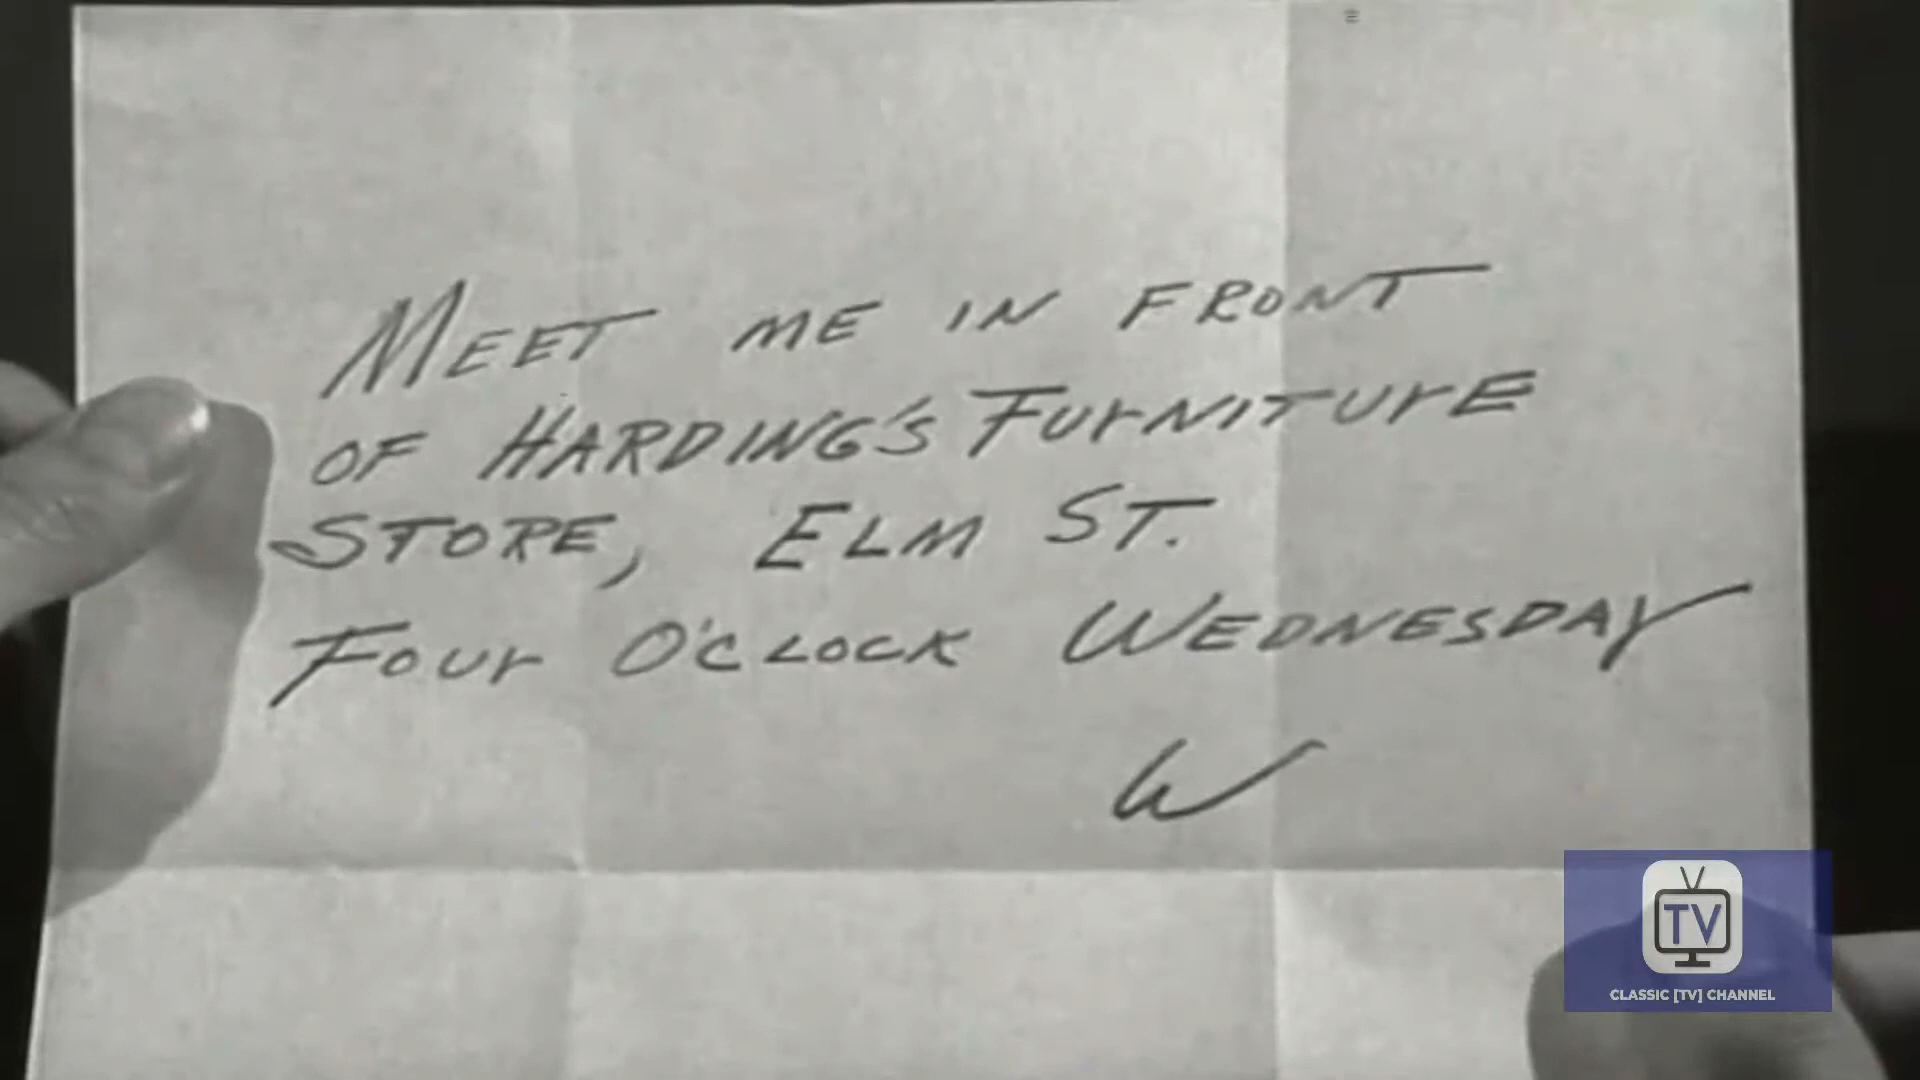 Meet me in front
of Harding's Furniture
Store, Elm St.
Four O'Clock Wednesday
W
TV
CLASSIC [TV] CHANNEL